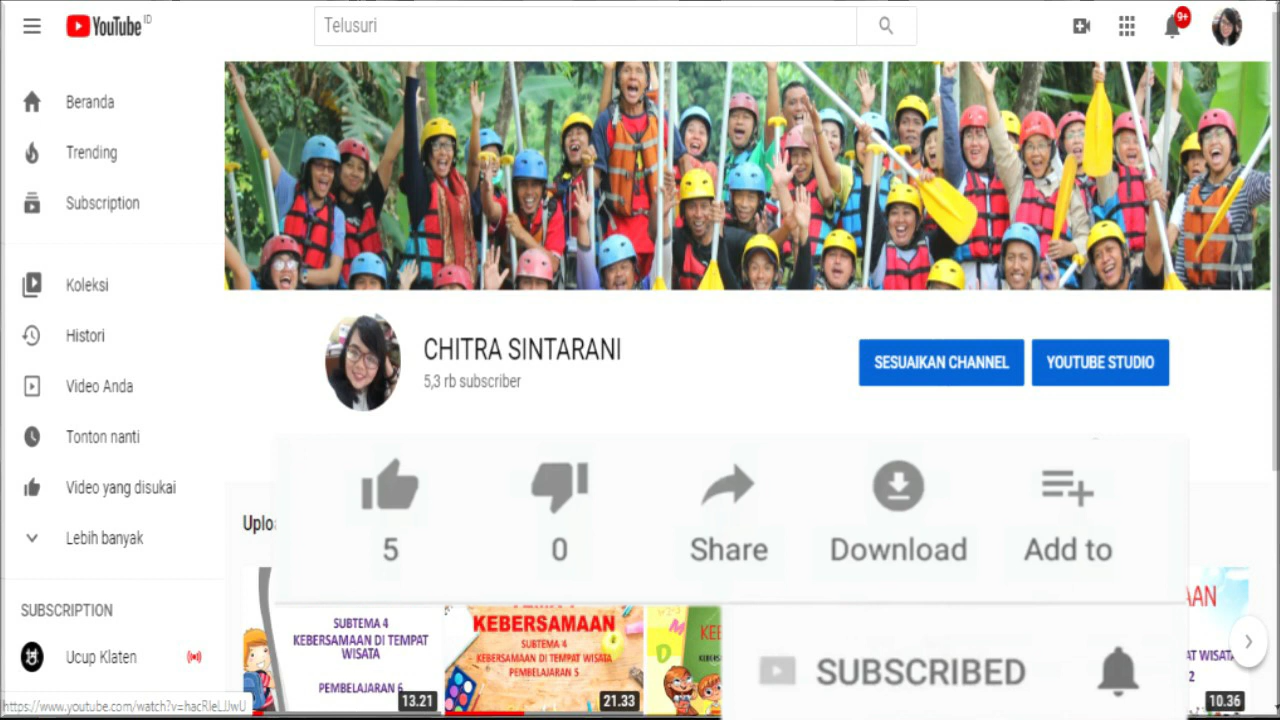 YouTube ID
Telusuri
9+
Beranda
Trending
Subscription
Koleksi
Histori
Video Anda
Tonton nanti
Video yang disukai
Lebih banyak
SUBSCRIPTION
Ucup Klaten
https://www.youtube.com/watch?v=hacRleLJJwU
CHITRA SINTARANI
5,3 rb subscriber
SESUAIKAN CHANNEL
YOUTUBE STUDIO
5
0
Share
Download
Add to
SUBTEMA 4
KEBERSAMAAN DI TEMPAT
WISATA
PEMBELAJARAN 6
13.21
KEBERSAMAAN
SUBTEMA 4
KEBERSAMAAN DI TEMPAT WISATA
PEMBELAJARAN 5
21.33
SUBSCRIBED
2
10.36